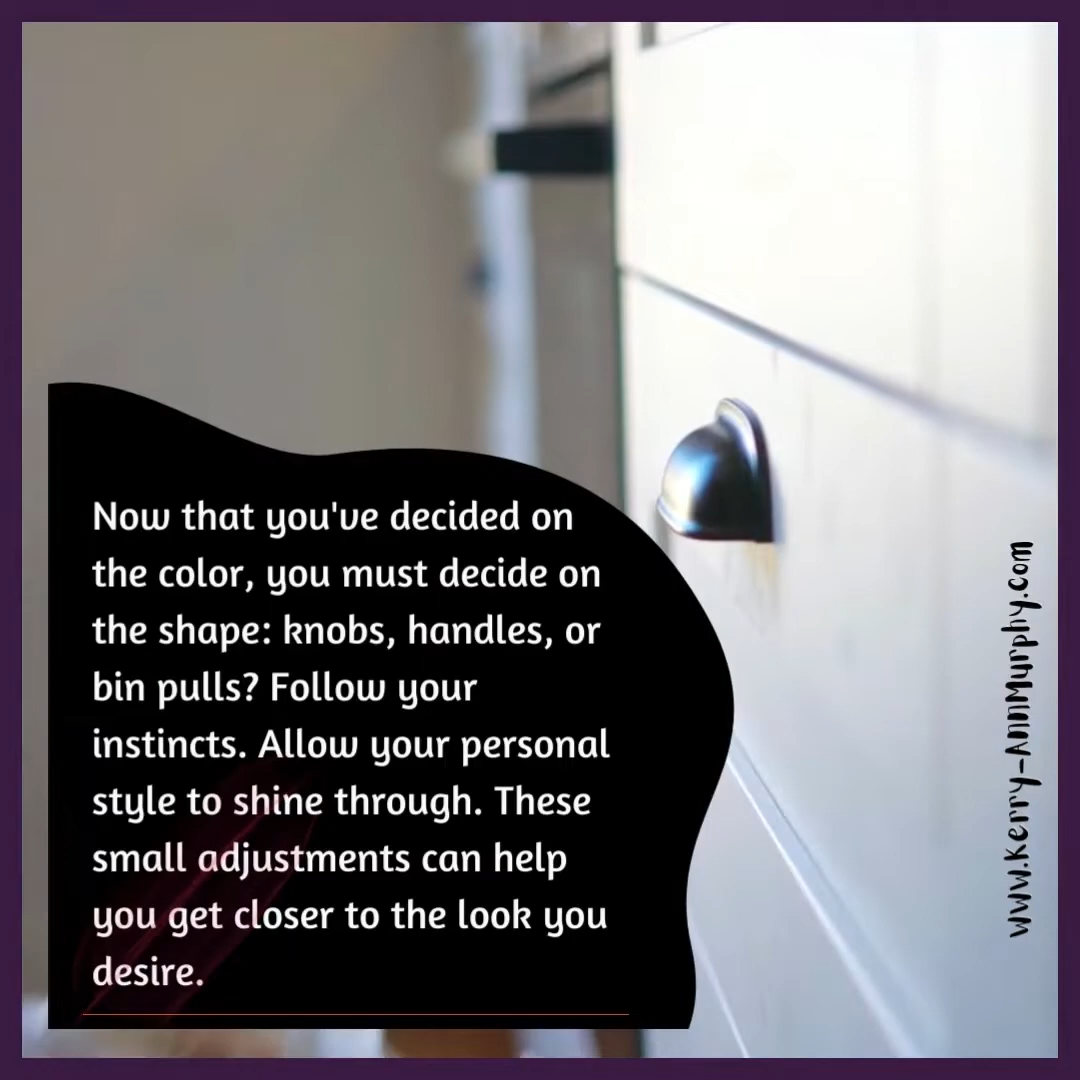 Now that you've decided on
the color, you must decide on
the shape: knobs, handles, or
bin pulls? Follow your
instincts. Allow your personal
style to shine through. These
small adjustments can help
you get closer to the look you
desire.
www.Kerry-AnnMurphy.com